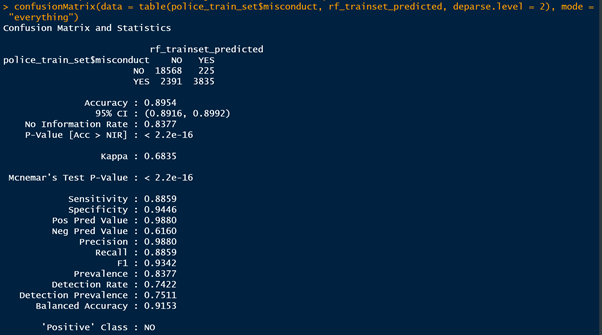 > confusionMatrix(data = table(police_train_set$misconduct, rf_trainset_predicted, deparse.level = 2), mode =
"everything")
Confusion Matrix and Statistics
rf_trainset_predicted
police_train_set$misconduct NO YES
NO 18568 225
YES 2391 3835
Accuracy : 0.8954
95% CI : (0.8916, 0.8992)
No Information Rate : 0.8377
P-Value [Acc > NIR] : < 2.2e-16
Kappa : 0.6835
Mcnemar's Test P-Value : < 2.2e-16
Sensitivity : 0.8859
Specificity : 0.9446
Pos Pred Value : 0.9880
Neg Pred Value : 0.6160
Precision : 0.9880
Recall : 0.8859
F1 : 0.9342
Prevalence : 0.8377
Detection Rate : 0.7422
Detection Prevalence : 0.7511
Balanced Accuracy : 0.9153
'Positive' Class : NO